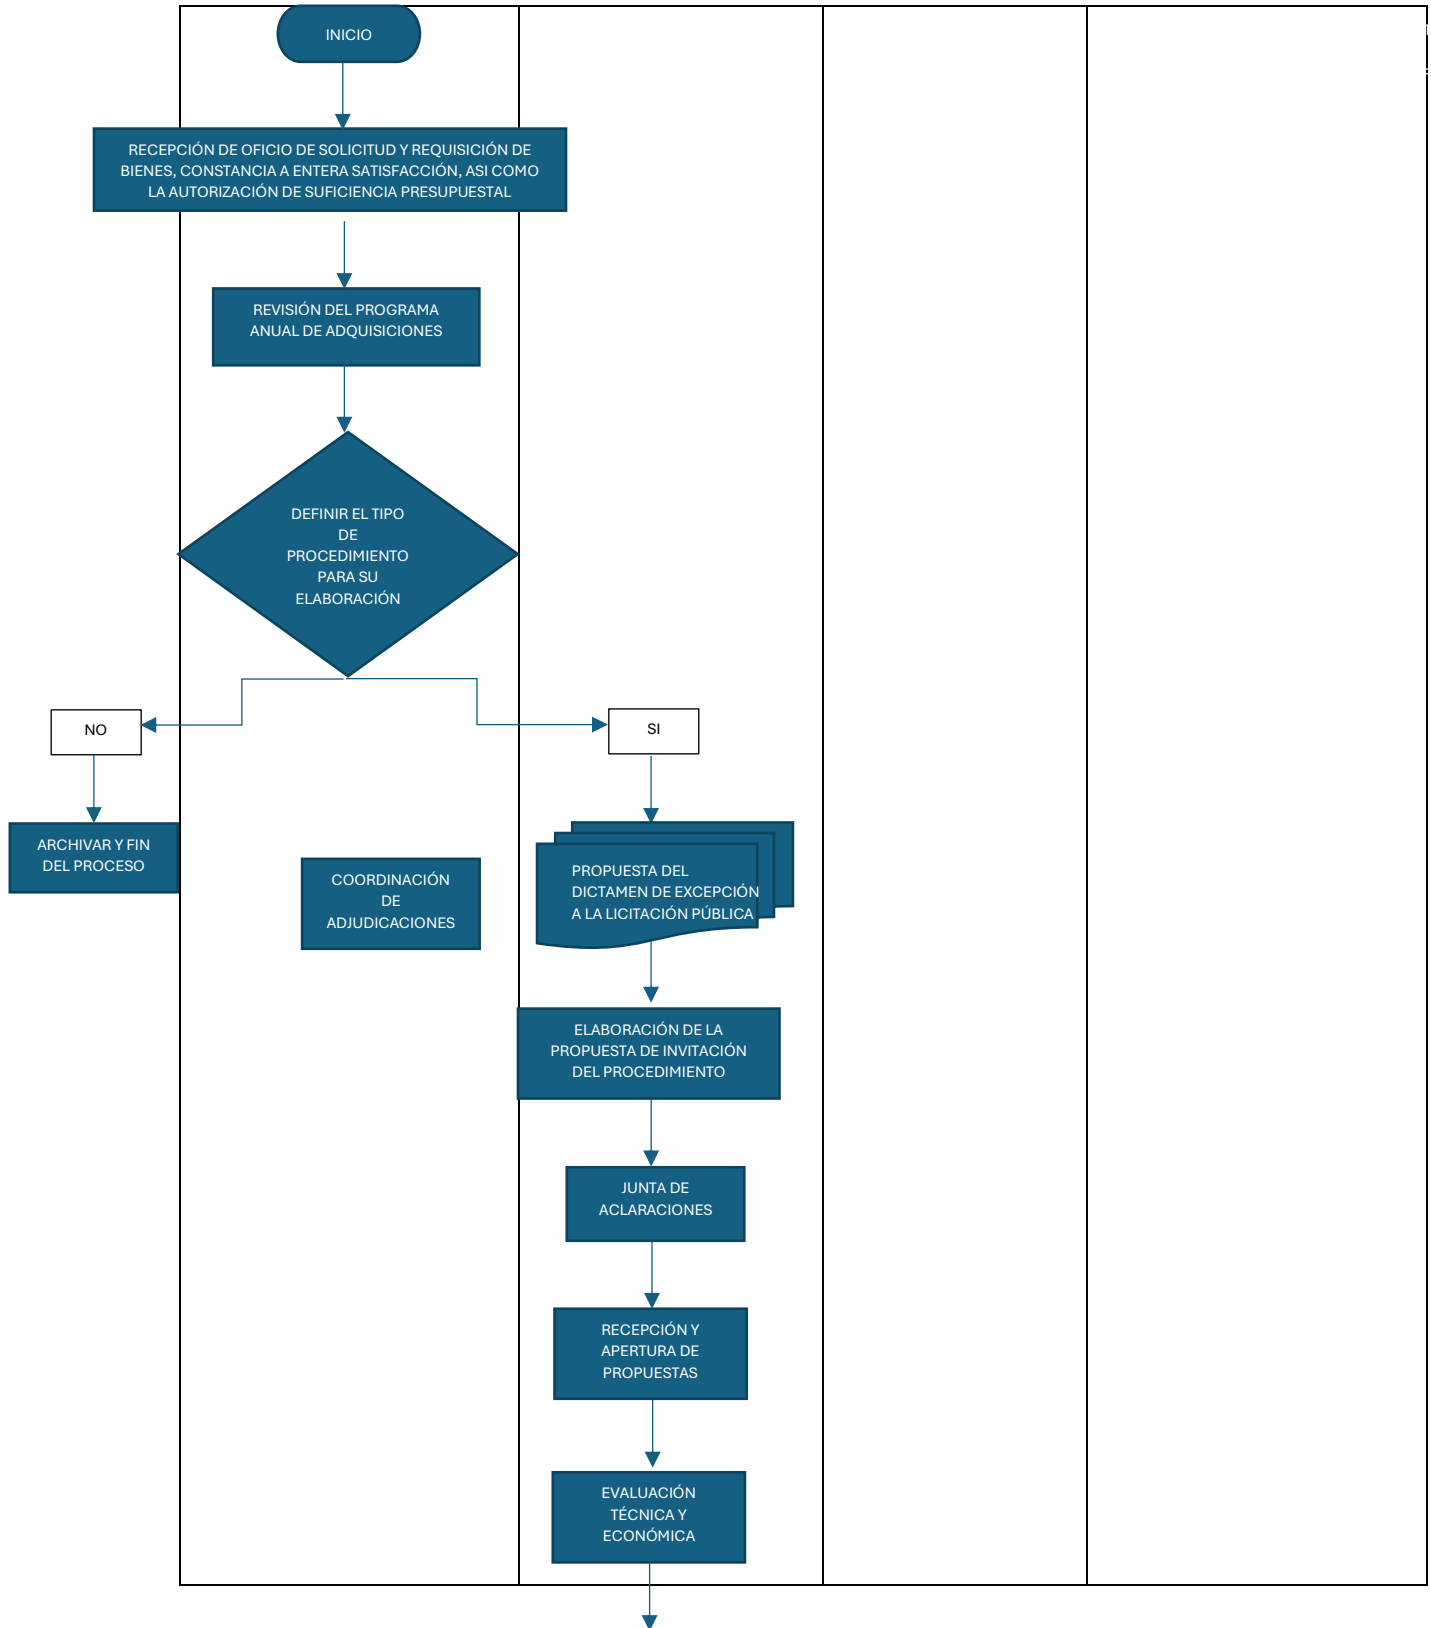 INICIO
RECEPCIÓN DE OFICIO DE SOLICITUD Y REQUISICIÓN DE
BIENES, CONSTANCIA A ENTERA SATISFACCIÓN, ASI COMO
LA AUTORIZACIÓN DE SUFICIENCIA PRESUPUESTAL
REVISIÓN DEL PROGRAMA
ANUAL DE ADQUISICIONES
DEFINIR EL TIPO
DE
PROCEDIMIENTO
PARA SU
ELABORACIÓN
NO
SI
ARCHIVAR Y FIN
DEL PROCESO
COORDINACIÓN
DE
ADJUDICACIONES
PROPUESTA DEL
DICTAMEN DE EXCEPCIÓN
A LA LICITACIÓN PÚBLICA
ELABORACIÓN DE LA
PROPUESTA DE INVITACIÓN
DEL PROCEDIMIENTO
JUNTA DE
ACLARACIONES
RECEPCIÓN Y
APERTURA DE
PROPUESTAS
EVALUACIÓN
TÉCNICA Y
ECONÓMICA